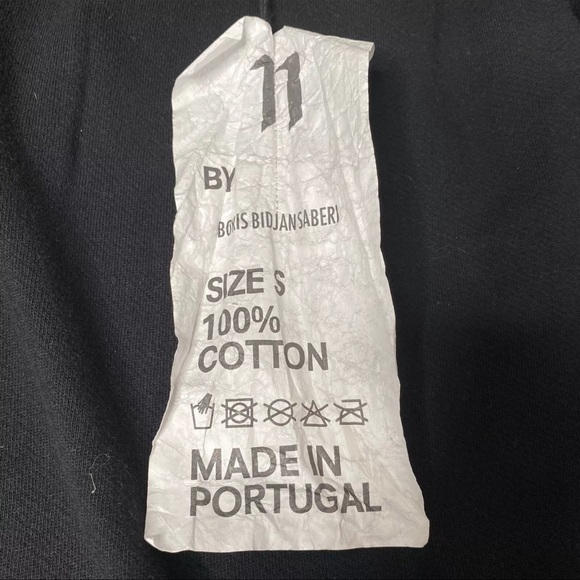 11
BY
BORIS BIDJANSABERI
SIZE S
100%
COTTON
MADE IN
PORTUGAL